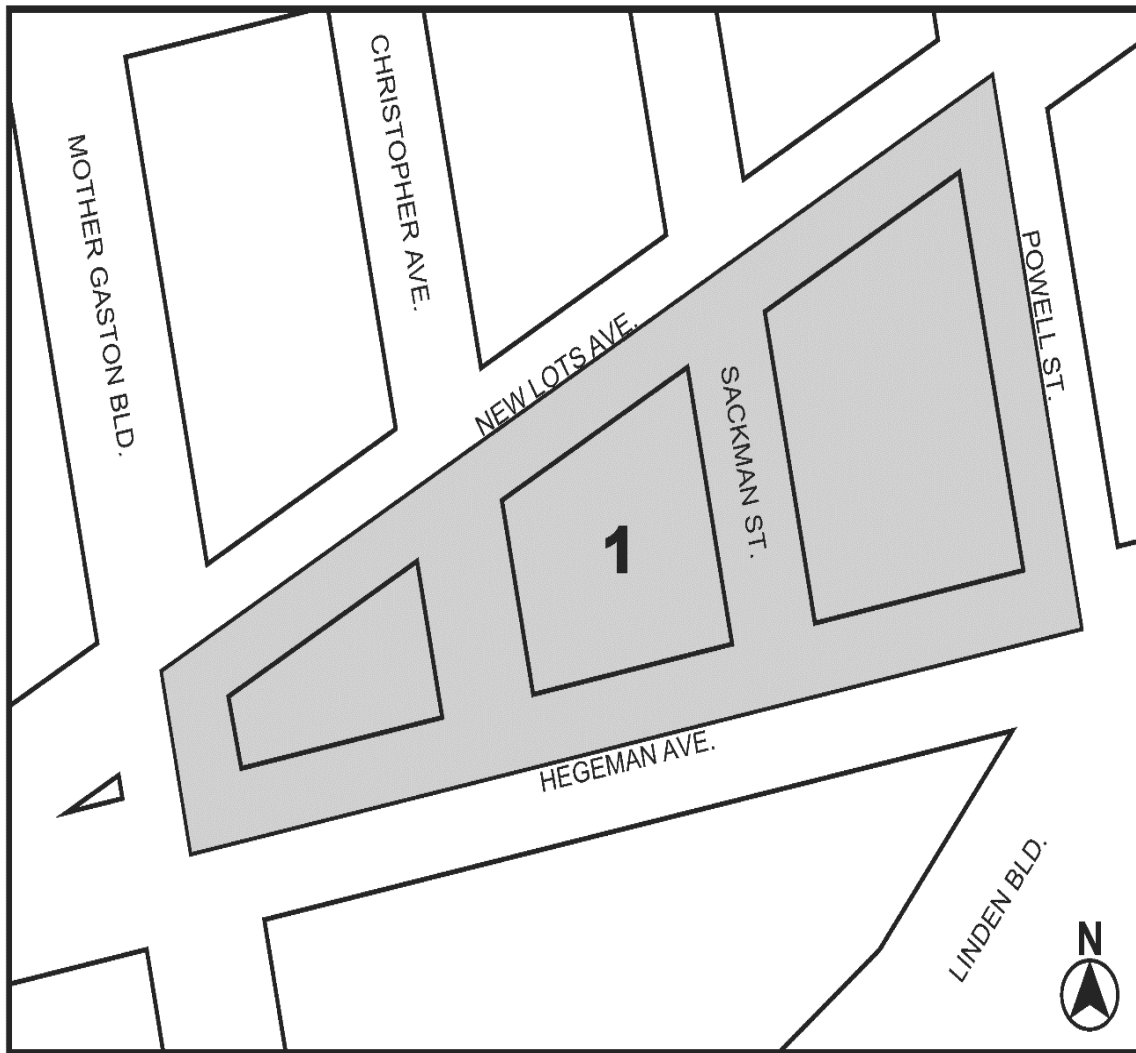 CHRISTOPHER AVE.
MOTHER GASTON BLD.
POWELL ST.
NEW LOTS AVE.
SACKMAN ST.
1
HEGEMAN AVE.
LINDEN BLD.
N